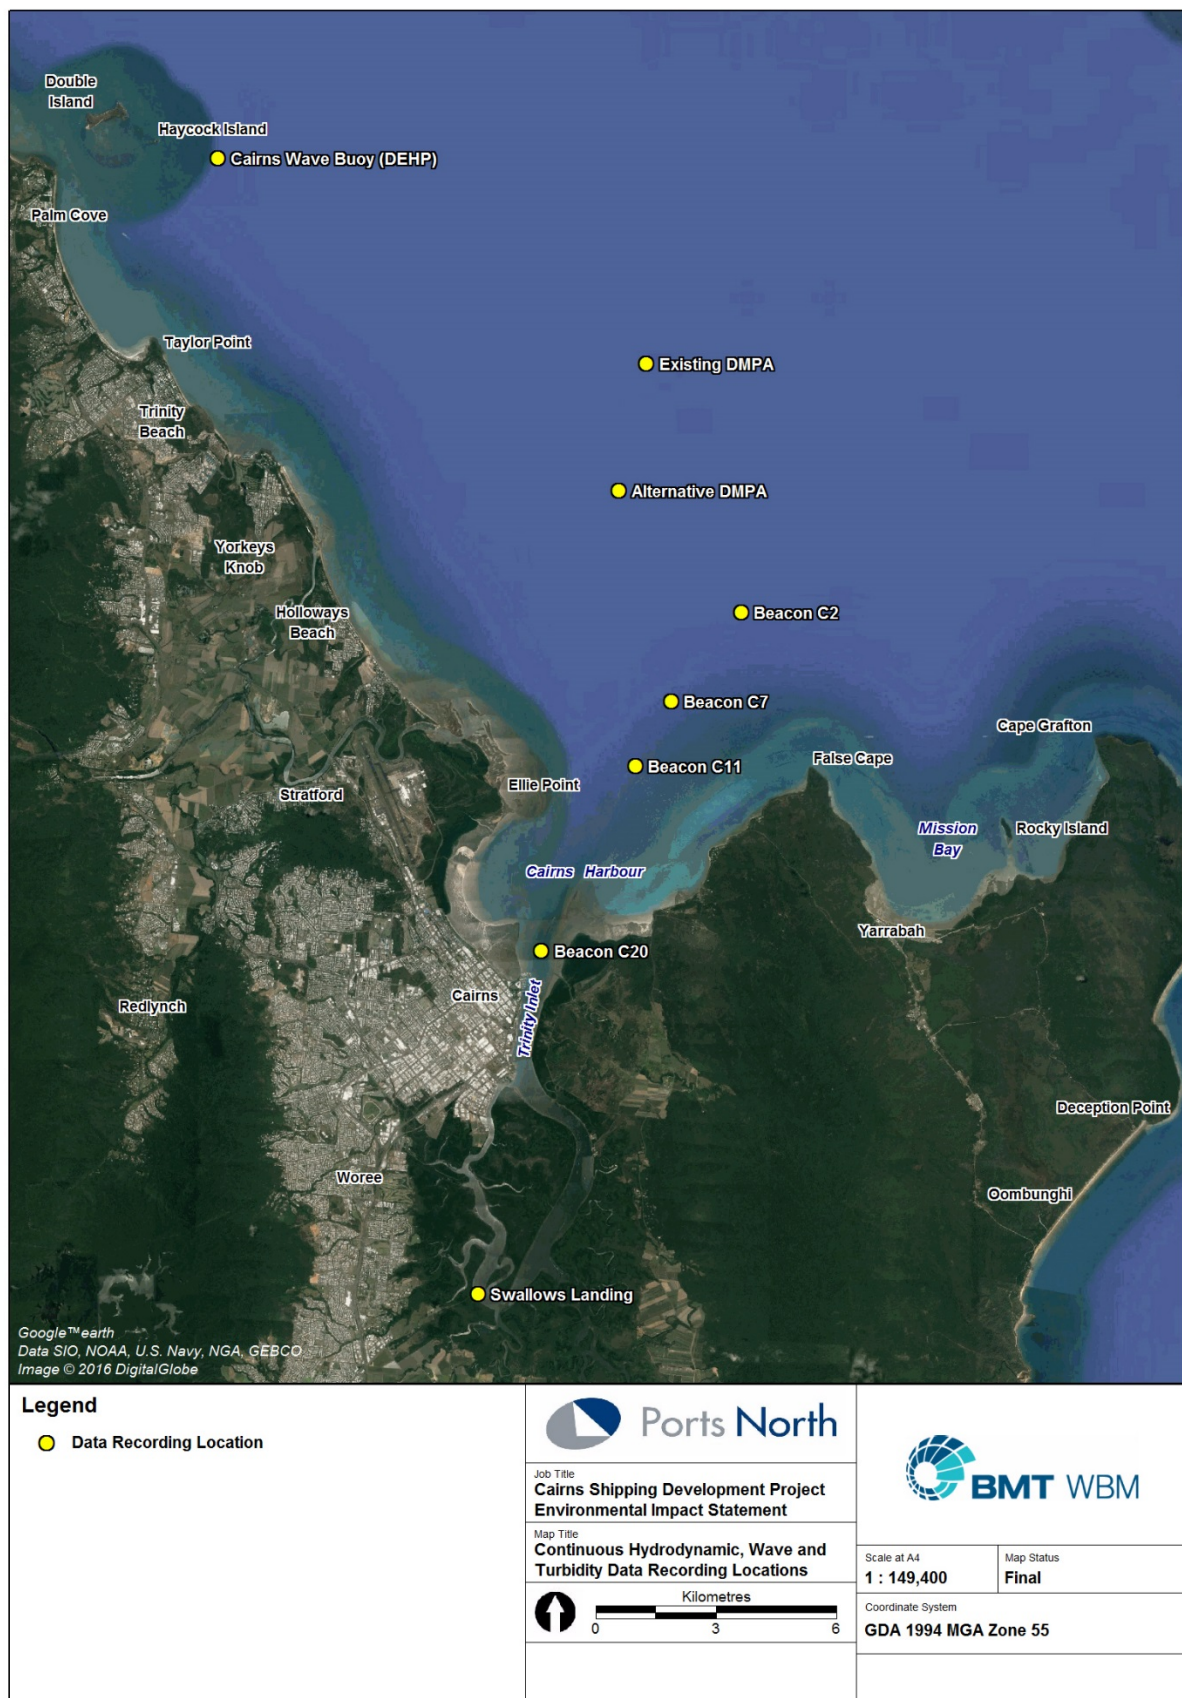 Double
Island
Haycock Island
Cairns Wave Buoy (DEHP)
Palm Cove
Taylor Point
Existing DMPA
Trinity
Beach
Alternative DMPA
Yorkeys
Knob
Holloways
Beach
Beacon C2
Beacon C7
Cape Grafton
False Cape
Beacon C11
Ellie Point
Stratford
Mission
Bay
Rocky Island
Cairns Harbour
Yarrabah
Beacon C20
Cairns
Redlynch
Trinity Inlet
Deception Point
Woree
Oombunghi
Swallows Landing
Google™earth
Data SIO, NOAA, U.S. Navy, NGA, GEBCO
Image © 2016 DigitalGlobe
Legend
Data Recording Location
Ports North
Job Title
Cairns Shipping Development Project
Environmental Impact Statement
Map Title
Continuous Hydrodynamic, Wave and
Turbidity Data Recording Locations
Kilometres
0 3 6
BMT WBM
Scale at A4
1 : 149,400
Map Status
Final
Coordinate System
GDA 1994 MGA Zone 55